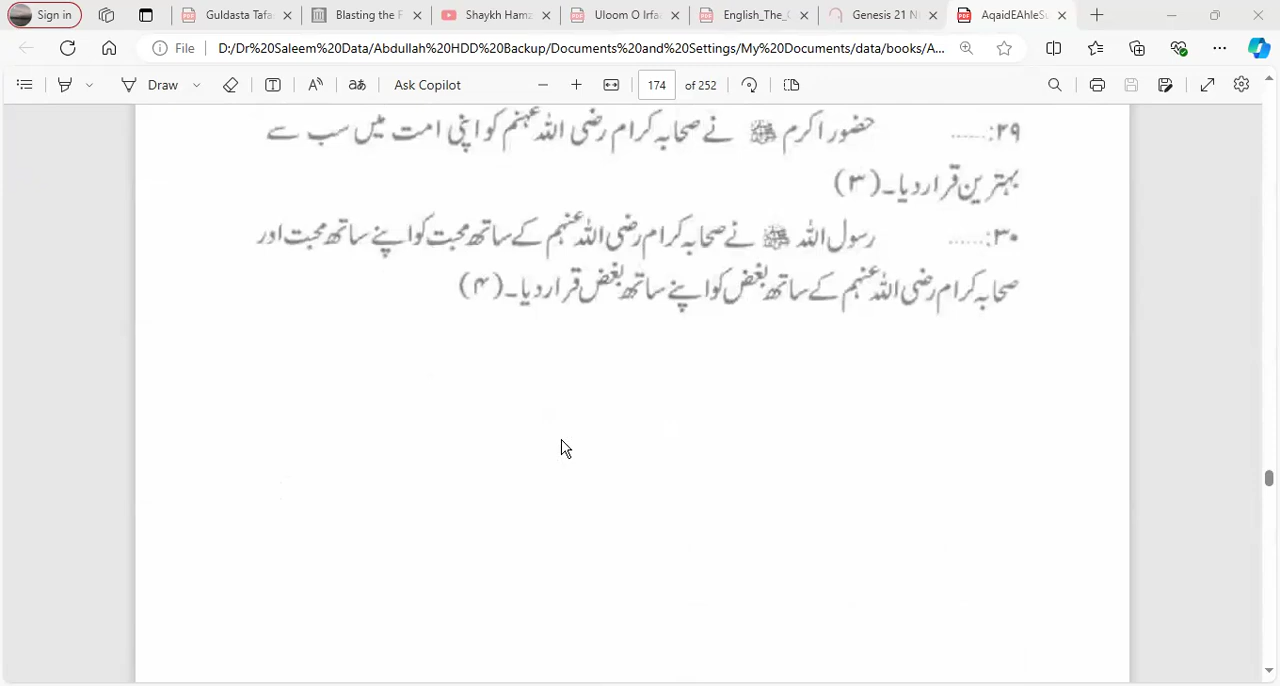 Sign in
Guldasta Tafa
Blasting the F
Shaykh Hamz
Uloom O Irfa
English_The_
Genesis 21 N
AqaidEAhleSu
File
D:/Dr%20Saleem%20Data/Abdullah%20HDD%20Backup/Documents%20and%20Settings/My%20Documents/data/books/A...
Draw
Ask Copilot
174 of 252
۲۹:...... حضور اکرم ﷺ نے صحابہ کرام رضی اللہ عنہم کو اپنی امت میں سب سے
بہترین قرار دیا۔(۳)
۳۰:...... رسول اللہ ﷺ نے صحابہ کرام رضی اللہ عنہم کے ساتھ محبت کو اپنے ساتھ محبت اور
صحابہ کرام رضی اللہ عنہم کے ساتھ بغض کو اپنے ساتھ بغض قرار دیا۔(۴)